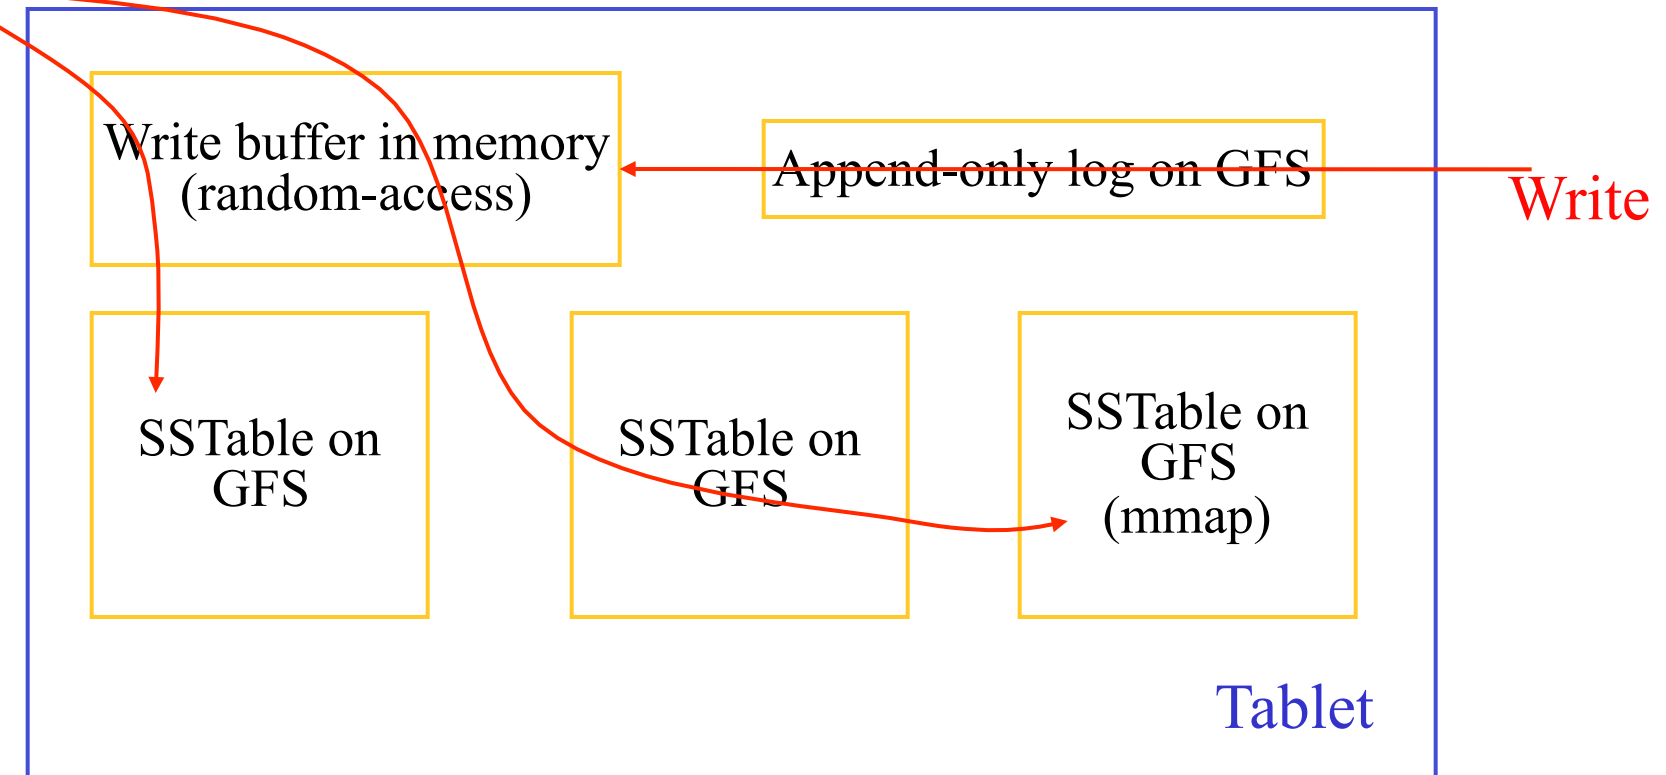 Write buffer in memory
(random-access)
Append-only log on GFS
Write
SSTable on
GFS
SSTable on
GFS
SSTable on
GFS
(mmap)
Tablet